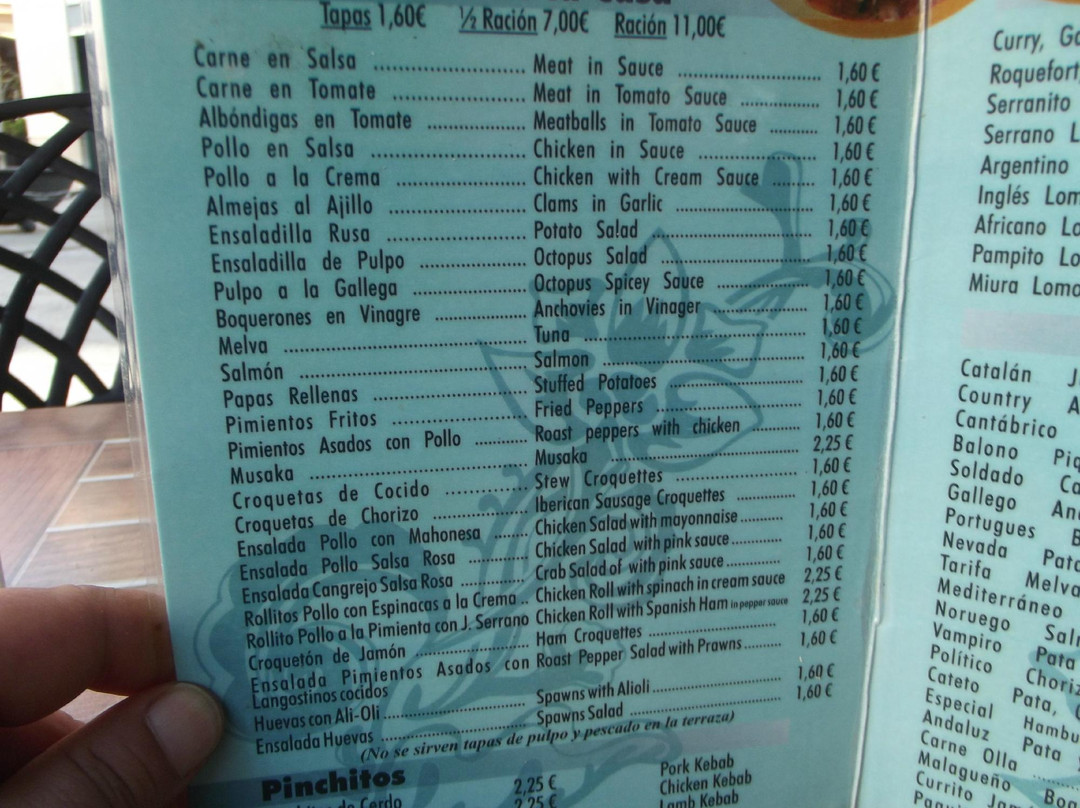 Tapas 1,60€ ½ Ración 7,00€ Ración 11,00€
Carne en Salsa ........ Meat in Sauce ........ 1,60 €
Carne en Tomate ........ Meat in Tomato Sauce ........ 1,60 €
Albóndigas en Tomate ........ Meatballs in Tomato Sauce ........ 1,60 €
Pollo en Salsa ........ Chicken in Sauce ........ 1,60 €
Pollo a la Crema ........ Chicken with Cream Sauce ........ 1,60 €
Almejas al Ajillo ........ Clams in Garlic ........ 1,60 €
Ensaladilla Rusa ........ Potato Salad ........ 1,60 €
Ensaladilla de Pulpo ........ Octopus Salad ........ 1,60 €
Pulpo a la Gallega ........ Octopus Spicey Sauce ........ 1,60 €
Boquerones en Vinagre ........ Anchovies in Vinager ........ 1,60 €
Melva ........ Tuna ........ 1,60 €
Salmón ........ Salmon ........ 1,60 €
Papas Rellenas ........ Stuffed Potatoes ........ 1,60 €
Pimientos Fritos ........ Fried Peppers ........ 1,60 €
Pimientos Asados con Pollo ........ Roast peppers with chicken ........ 1,60 €
Musaka ........ Musaka ........ 2,25 €
Croquetas de Cocido ........ Stew Croquettes ........ 1,60 €
Croquetas de Chorizo ........ Iberican Sausage Croquettes ........ 1,60 €
Ensalada Pollo con Mahonesa ........ Chicken Salad with mayonnaise ........ 1,60 €
Ensalada Pollo Salsa Rosa ........ Chicken Salad with pink sauce ........ 1,60 €
Ensalada Cangrejo Salsa Rosa ........ Crab Salad of with pink sauce ........ 1,60 €
Rollitos Pollo con Espinacas a la Crema .. Chicken Roll with spinach in cream sauce 2,25 €
Rollito Pollo a la Pimienta con J. Serrano Chicken Roll with Spanish Ham in pepper sauce 2,25 €
Croquetón de Jamón ........ Ham Croquettes ........ 1,60 €
Ensalada Pimientos Asados con Roast Pepper Salad with Prawns ........ 1,60 €
Langostinos cocidos
Huevas con Ali-Oli ........ Spawns with Alioli ........ 1,60 €
Ensalada Huevas ........ Spawns Salad ........ 1,60 €
(No se sirven tapas de pulpo y pescado en la terraza)
Pinchitos
de Cerdo 2,25 € Pork Kebab
2,25 € Chicken Kebab
Lamb Kebab
Curry,
Roquefort,
Serranito
Serrano
Argentino
Inglés
Africano
Pampito
Miura
Catalán
Country
Cantábrico
Balono
Soldado
Gallego
Portugues
Nevada
Tarifa Melva
Mediterráneo
Noruego
Vampiro Pata
Político
Cateto Pata,
Especial
Andaluz Pata
Carne Olla
Malagueño
Currito